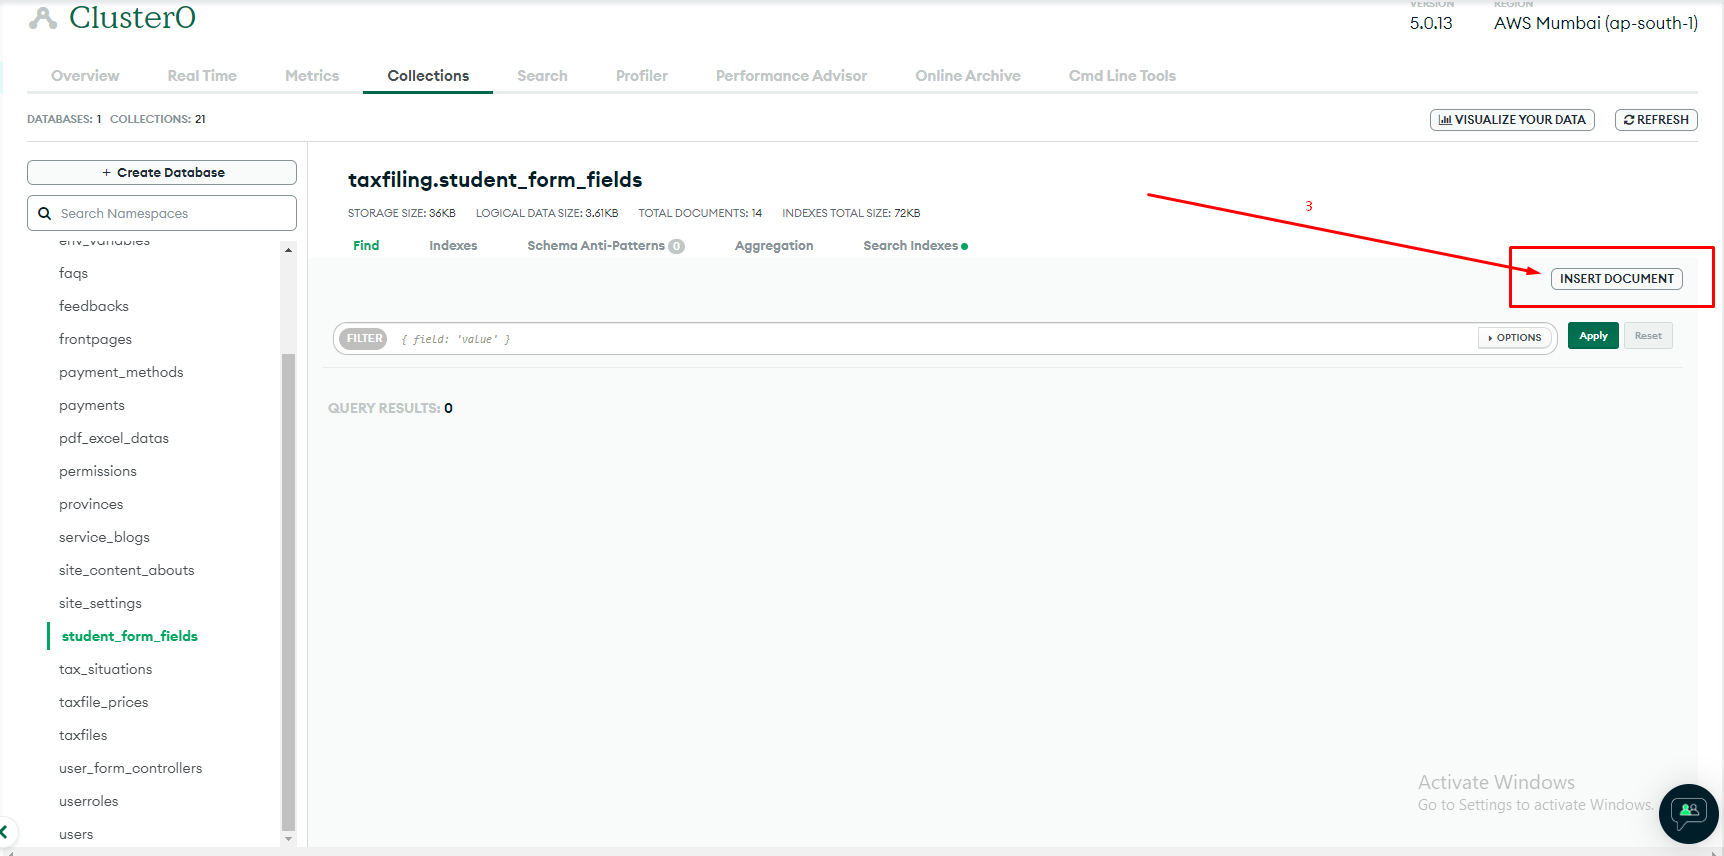 Cluster0
VERSION
5.0.13
REGION
AWS Mumbai (ap-south-1)
Overview Real Time Metrics Collections Search Profiler Performance Advisor Online Archive Cmd Line Tools
DATABASES: 1 COLLECTIONS: 21
VISUALIZE YOUR DATA
REFRESH
+ Create Database
Search Namespaces
env_variables
faqs
feedbacks
frontpages
payment_methods
payments
pdf_excel_datas
permissions
provinces
service_blogs
site_content_abouts
site_settings
student_form_fields
tax_situations
taxfile_prices
taxfiles
user_form_controllers
userroles
users
taxfiling.student_form_fields
STORAGE SIZE: 36KB LOGICAL DATA SIZE: 3.61KB TOTAL DOCUMENTS: 14 INDEXES TOTAL SIZE: 72KB
Find Indexes Schema Anti-Patterns 0 Aggregation Search Indexes
3
INSERT DOCUMENT
FILTER { field: 'value' }
OPTIONS
Apply
Reset
QUERY RESULTS: 0
Activate Windows
Go to Settings to activate Windows.